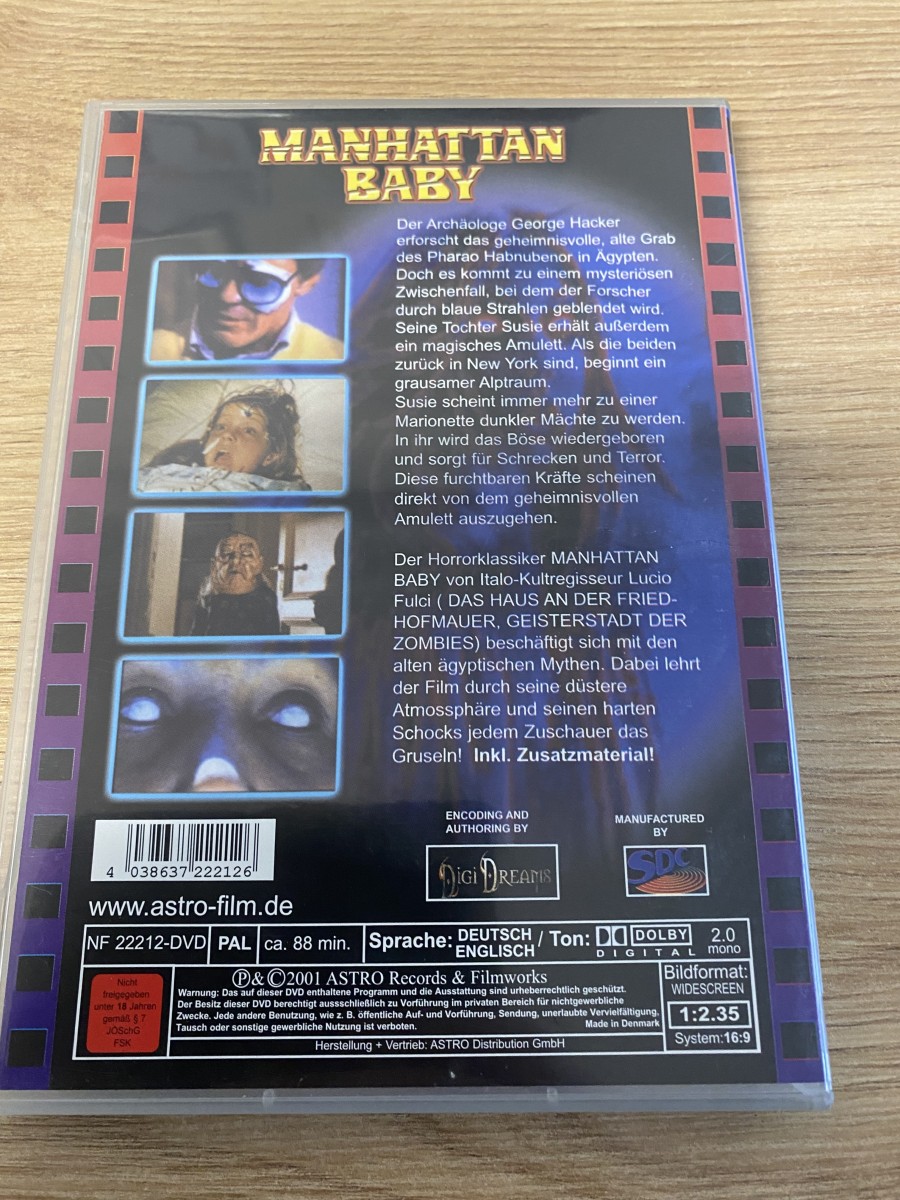 MANHATTAN
BABY
Der Archäologe George Hacker
erforscht das geheimnisvolle, alte Grab
des Pharao Habnubenor in Ägypten.
Doch es kommt zu einem mysteriösen
Zwischenfall, bei dem der Forscher
durch blaue Strahlen geblendet wird.
Seine Tochter Susie erhält außerdem
ein magisches Amulett. Als die beiden
zurück in New York sind, beginnt ein
grausamer Alptraum.
Susie scheint immer mehr zu einer
Marionette dunkler Mächte zu werden.
In ihr wird das Böse wiedergeboren
und sorgt für Schrecken und Terror.
Diese furchtbaren Kräfte scheinen
direkt von dem geheimnisvollen
Amulett auszugehen.
Der Horrorklassiker MANHATTAN
BABY von Italo-Kultregisseur Lucio
Fulci ( DAS HAUS AN DER FRIED-
HOFMAUER, GEISTERSTADT DER
ZOMBIES) beschäftigt sich mit den
alten ägyptischen Mythen. Dabei lehrt
der Film durch seine düstere
Atmossphäre und seinen harten
Schocks jedem Zuschauer das
Gruseln! Inkl. Zusatzmaterial!
ENCODING AND
AUTHORING BY
DIGI DREAMS
MANUFACTURED
BY
SDC
4 038637 222126
www.astro-film.de
NF 22212-DVD PAL ca. 88 min. Sprache: DEUTSCH ENGLISCH / Ton: DOLBY DIGITAL 2.0 mono
Nicht
freigegeben
unter 18 Jahren
gemäß § 7
JÖSchG
FSK
Ⓟ&©2001 ASTRO Records & Filmworks
Warnung: Das auf dieser DVD enthaltene Programm und die Ausstattung sind urheberrechtlich geschützt.
Der Besitz dieser DVD berechtigt aussschließlich zu Vorführung im privaten Bereich für nichtgewerbliche
Zwecke. Jede andere Benutzung, wie z. B. öffentliche Auf- und Vorführung, Sendung, unerlaubte Vervielfältigung,
Tausch oder sonstige gewerbliche Nutzung ist verboten. Made in Denmark
Herstellung + Vertrieb: ASTRO Distribution GmbH
Bildformat:
WIDESCREEN
1:2.35
System:16:9